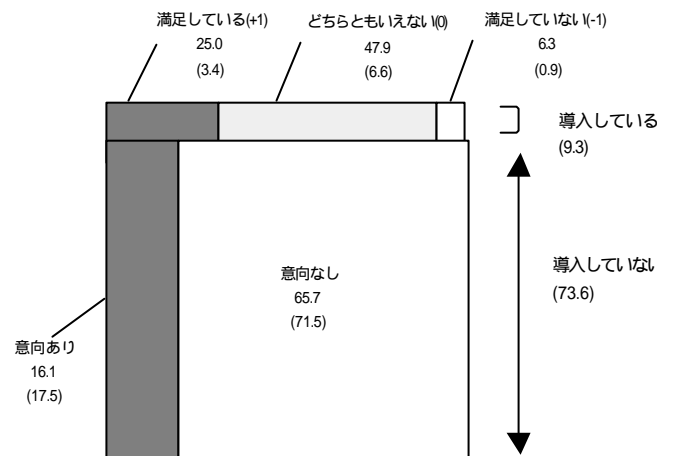 満足している(+1)
25.0
(3.4)
どちらともいえない(0)
47.9
(6.6)
満足していない(-1)
6.3
(0.9)
導入している
(9.3)
導入していない
(73.6)
意向なし
65.7
(71.5)
意向あり
16.1
(17.5)